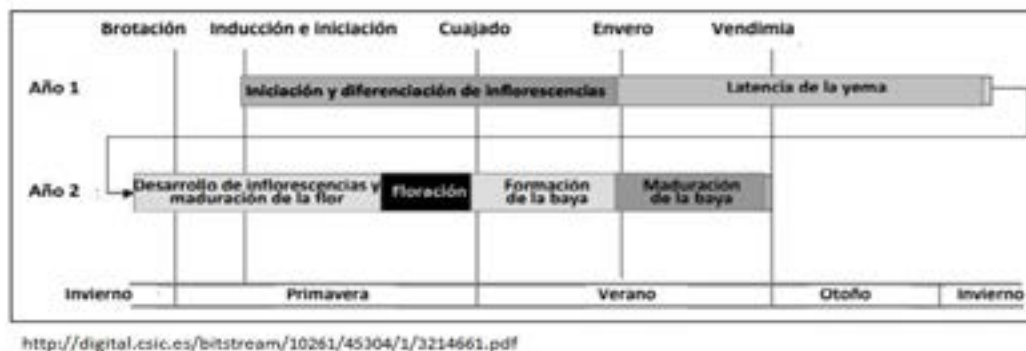 Brotación Inducción e Iniciación Cuajado Envero Vendimia
Año 1
Iniciación y diferenciación de inflorescencias
Latencia de la yema
Año 2
Desarrollo de inflorescencias y
maduración de la flor
Floración
Formación
de la baya
Maduración
de la baya
Invierno Primavera Verano Otoño Invierno
http://digital.csic.es/bitstream/10261/45304/1/3214661.pdf